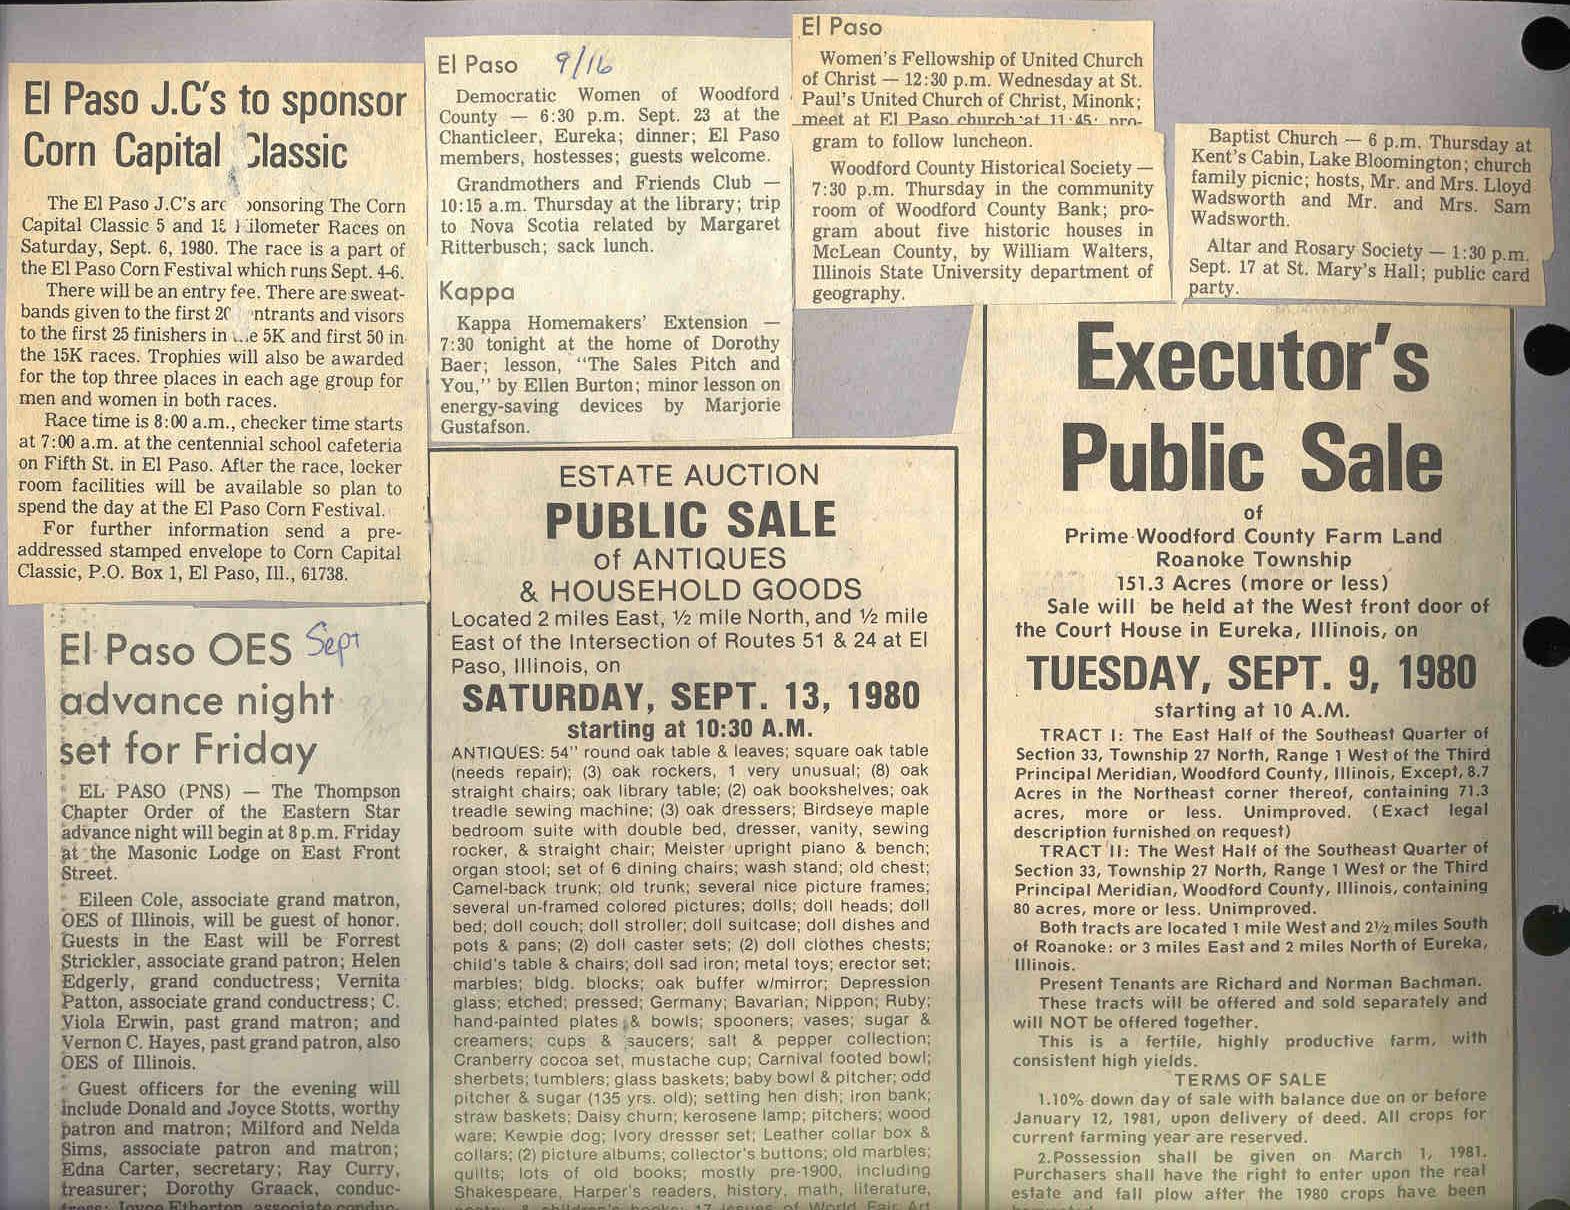 El Paso J.C's to sponsor
Corn Capital Classic
The El Paso J.C's are sponsoring The Corn
Capital Classic 5 and 15 Kilometer Races on
Saturday, Sept. 6, 1980. The race is a part of
the El Paso Corn Festival which runs Sept. 4-6.
There will be an entry fee. There are sweat-
bands given to the first entrants and visors
to the first 25 finishers in the 5K and first 50 in
the 15K races. Trophies will also be awarded
for the top three places in each age group for
men and women in both races.
Race time is 8:00 a.m., checker time starts
at 7:00 a.m. at the centennial school cafeteria
on Fifth St. in El Paso. After the race, locker
room facilities will be available so plan to
spend the day at the El Paso Corn Festival.
For further information send a pre-
addressed stamped envelope to Corn Capital
Classic, P.O. Box 1, El Paso, Ill., 61738.
El Paso OES Sept
advance night
set for Friday
EL PASO (PNS) — The Thompson
Chapter Order of the Eastern Star
advance night will begin at 8 p.m. Friday
at the Masonic Lodge on East Front
Street.
Eileen Cole, associate grand matron,
OES of Illinois, will be guest of honor.
Guests in the East will be Forrest
Strickler, associate grand patron; Helen
Edgerly, grand conductress; Vernita
Patton, associate grand conductress; C.
Viola Erwin, past grand matron; and
Vernon C. Hayes, past grand patron, also
OES of Illinois.
Guest officers for the evening will
include Donald and Joyce Stotts, worthy
patron and matron; Milford and Nelda
Sims, associate patron and matron;
Edna Carter, secretary; Ray Curry,
treasurer; Dorothy Graack, conduc-
tress; Joyce Etherton, associate conduc-
El Paso 9/16
Democratic Women of Woodford
County — 6:30 p.m. Sept. 23 at the
Chanticleer, Eureka; dinner; El Paso
members, hostesses; guests welcome.
Grandmothers and Friends Club —
10:15 a.m. Thursday at the library; trip
to Nova Scotia related by Margaret
Ritterbusch; sack lunch.
Kappa
Kappa Homemakers' Extension —
7:30 tonight at the home of Dorothy
Baer; lesson, "The Sales Pitch and
You," by Ellen Burton; minor lesson on
energy-saving devices by Marjorie
Gustafson.
El Paso
Women's Fellowship of United Church
of Christ — 12:30 p.m. Wednesday at St.
Paul's United Church of Christ, Minonk;
meet at El Paso church at 11:45; pro-
gram to follow luncheon.
Woodford County Historical Society —
7:30 p.m. Thursday in the community
room of Woodford County Bank; pro-
gram about five historic houses in
McLean County, by William Walters,
Illinois State University department of
geography.
Baptist Church — 6 p.m. Thursday at
Kent's Cabin, Lake Bloomington; church
family picnic; hosts, Mr. and Mrs. Lloyd
Wadsworth and Mr. and Mrs. Sam
Wadsworth.
Altar and Rosary Society — 1:30 p.m.
Sept. 17 at St. Mary's Hall; public card
party.
ESTATE AUCTION
PUBLIC SALE
of ANTIQUES
& HOUSEHOLD GOODS
Located 2 miles East, ½ mile North, and ½ mile
East of the Intersection of Routes 51 & 24 at El
Paso, Illinois, on
SATURDAY, SEPT. 13, 1980
starting at 10:30 A.M.
ANTIQUES: 54" round oak table & leaves; square oak table
(needs repair); (3) oak rockers, 1 very unusual; (8) oak
straight chairs; oak library table; (2) oak bookshelves; oak
treadle sewing machine; (3) oak dressers; Birdseye maple
bedroom suite with double bed, dresser, vanity, sewing
rocker, & straight chair; Meister upright piano & bench;
organ stool; set of 6 dining chairs; wash stand; old chest;
Camel-back trunk; old trunk; several nice picture frames;
several un-framed colored pictures; dolls; doll heads; doll
bed; doll couch; doll stroller; doll suitcase; doll dishes and
pots & pans; (2) doll caster sets; (2) doll clothes chests;
child's table & chairs; doll sad iron; metal toys; erector set;
marbles; bldg. blocks; oak buffer w/mirror; Depression
glass; etched; pressed; Germany; Bavarian; Nippon; Ruby;
hand-painted plates & bowls; spooners; vases; sugar &
creamers; cups & saucers; salt & pepper collection;
Cranberry cocoa set, mustache cup; Carnival footed bowl;
sherbets; tumblers; glass baskets; baby bowl & pitcher; odd
pitcher & sugar (135 yrs. old); setting hen dish; iron bank;
straw baskets; Daisy churn; kerosene lamp; pitchers; wood
ware; Kewpie dog; Ivory dresser set; Leather collar box &
collars; (2) picture albums; collector's buttons; old marbles;
quilts; lots of old books; mostly pre-1900, including
Shakespeare, Harper's readers, history, math, literature,
poetry, & children's books; 17 issues of World Fair Art
Executor's
Public Sale
of
Prime Woodford County Farm Land
Roanoke Township
151.3 Acres (more or less)
Sale will be held at the West front door of
the Court House in Eureka, Illinois, on
TUESDAY, SEPT. 9, 1980
starting at 10 A.M.
TRACT I: The East Half of the Southeast Quarter of
Section 33, Township 27 North, Range 1 West of the Third
Principal Meridian, Woodford County, Illinois, Except, 8.7
Acres in the Northeast corner thereof, containing 71.3
acres, more or less. Unimproved. (Exact legal
description furnished on request)
TRACT II: The West Half of the Southeast Quarter of
Section 33, Township 27 North, Range 1 West or the Third
Principal Meridian, Woodford County, Illinois, containing
80 acres, more or less. Unimproved.
Both tracts are located 1 mile West and 2½ miles South
of Roanoke: or 3 miles East and 2 miles North of Eureka,
Illinois.
Present Tenants are Richard and Norman Bachman.
These tracts will be offered and sold separately and
will NOT be offered together.
This is a fertile, highly productive farm, with
consistent high yields.
TERMS OF SALE
1.10% down day of sale with balance due on or before
January 12, 1981, upon delivery of deed. All crops for
current farming year are reserved.
2.Possession shall be given on March 1, 1981.
Purchasers shall have the right to enter upon the real
estate and fall plow after the 1980 crops have been